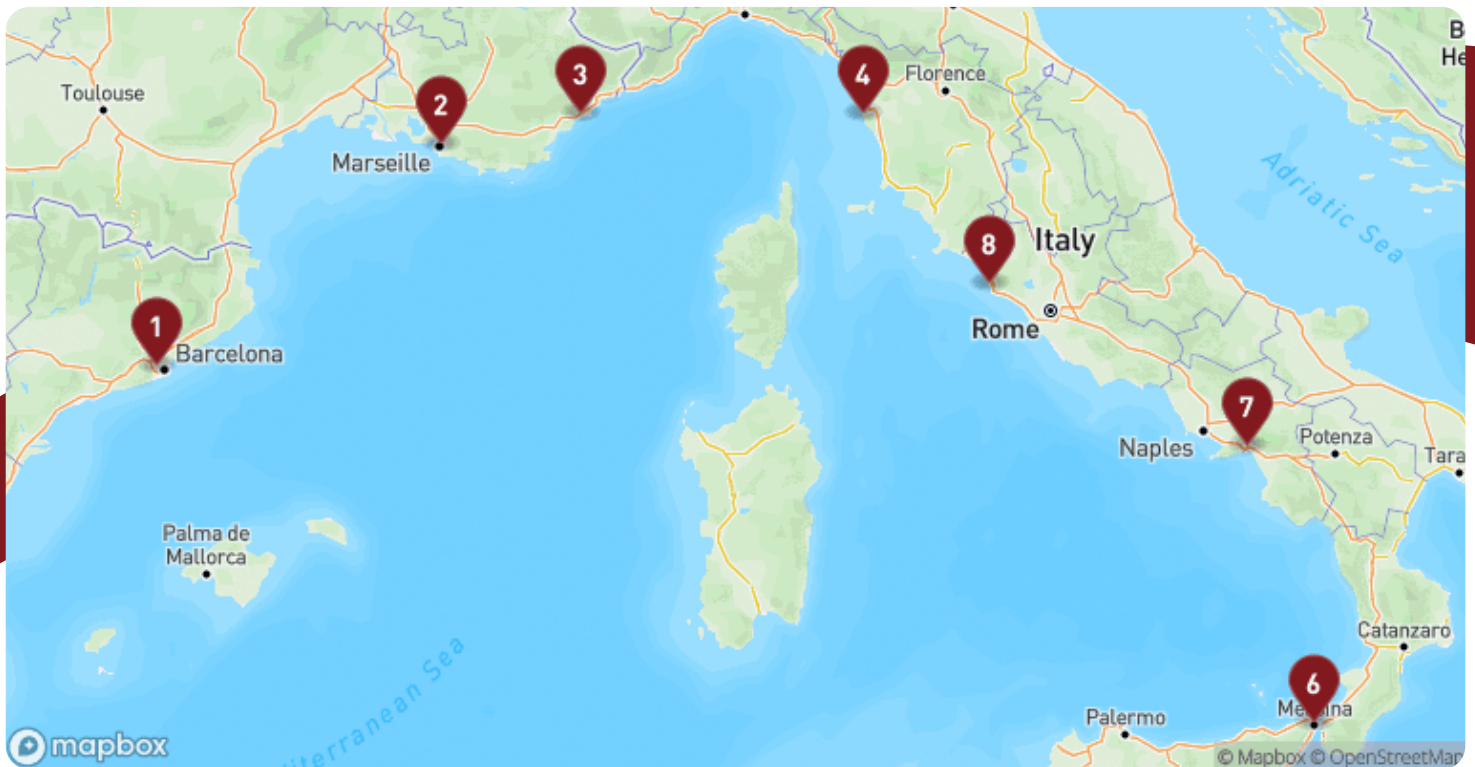 3
4
Florence
Toulouse
2
Marseille
Adriatic Sea
8
Italy
Rome
1
Barcelona
7
Naples
Potenza
Palma de
Mallorca
Catanzaro
6
Palermo
mapbox
© Mapbox © OpenStreetMap